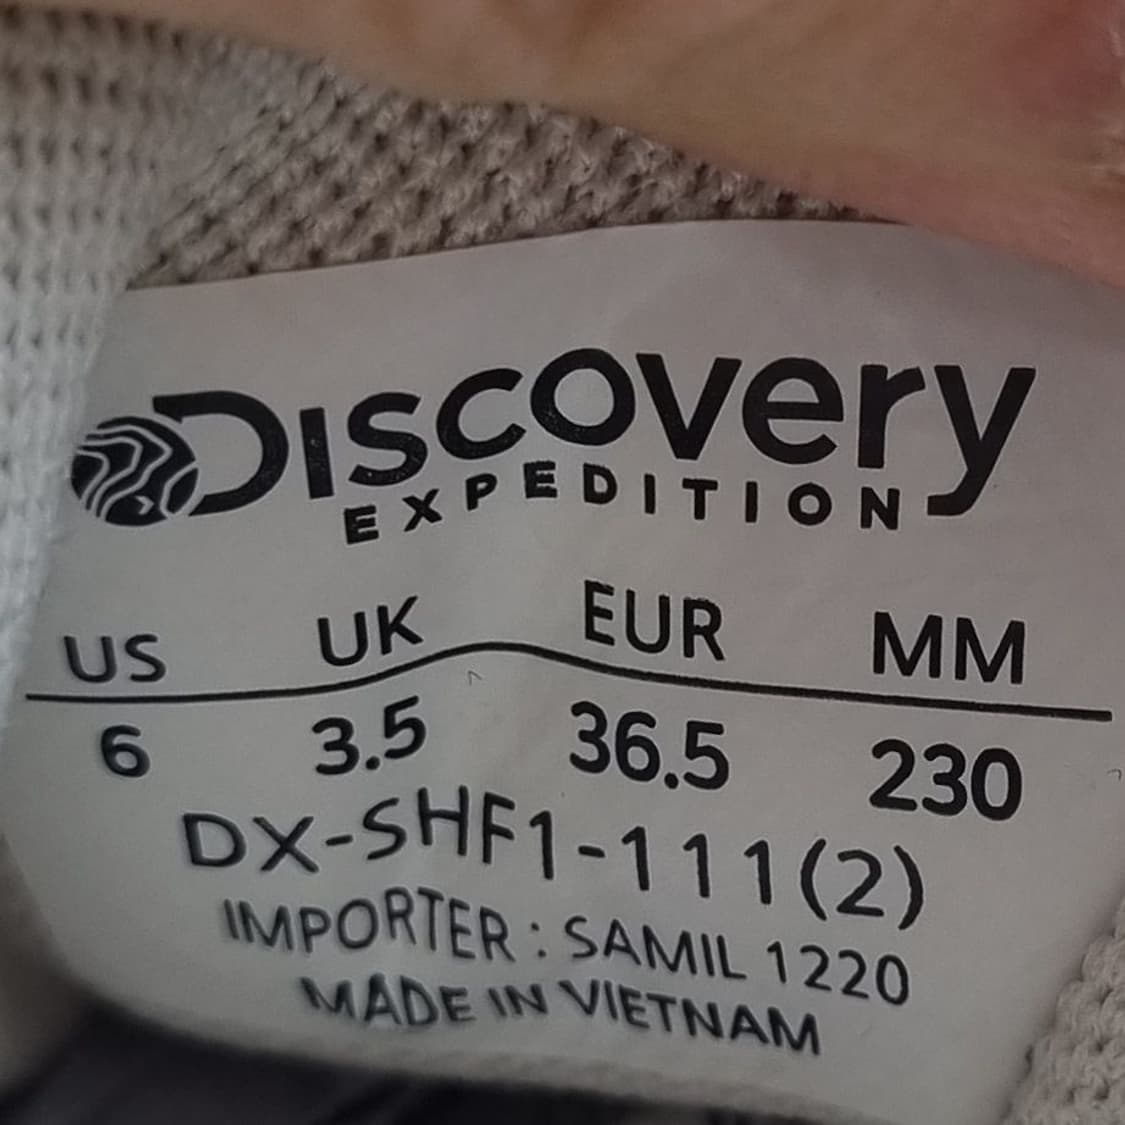 Discovery
EXPEDITION
US UK EUR MM
6 3.5 36.5 230
DX-SHF1-111(2)
IMPORTER : SAMIL 1220
MADE IN VIETNAM